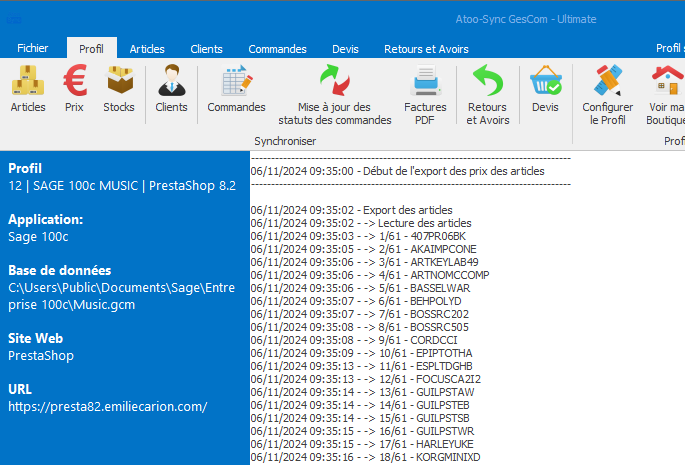 Atoo-Sync GesCom - Ultimate
Fichier Profil Articles Clients Commandes Devis Retours et Avoirs Profil s
Articles Prix Stocks Clients Commandes Mise à jour des statuts des commandes Factures PDF Retours et Avoirs Devis Configurer le Profil Voir ma Boutique
Synchroniser Profi
Profil
12 | SAGE 100c MUSIC | PrestaShop 8.2
Application:
Sage 100c
Base de données
C:\Users\Public\Documents\Sage\Entre
prise 100c\Music.gcm
Site Web
PrestaShop
URL
https://presta82.emiliecarion.com/
06/11/2024 09:35:00 - Début de l'export des prix des articles
06/11/2024 09:35:02 - Export des articles
06/11/2024 09:35:02 - --> Lecture des articles
06/11/2024 09:35:03 - --> 1/61 - 407PR06BK
06/11/2024 09:35:05 - --> 2/61 - AKAIMPCONE
06/11/2024 09:35:06 - --> 3/61 - ARTKEYLAB49
06/11/2024 09:35:06 - --> 4/61 - ARTNOMCCOMP
06/11/2024 09:35:06 - --> 5/61 - BASSELWAR
06/11/2024 09:35:07 - --> 6/61 - BEHPOLYD
06/11/2024 09:35:07 - --> 7/61 - BOSSRC202
06/11/2024 09:35:08 - --> 8/61 - BOSSRC505
06/11/2024 09:35:08 - --> 9/61 - CORDCCI
06/11/2024 09:35:09 - --> 10/61 - EPIPTOTHA
06/11/2024 09:35:13 - --> 11/61 - ESPLTDGHB
06/11/2024 09:35:13 - --> 12/61 - FOCUSCA2I2
06/11/2024 09:35:14 - --> 13/61 - GUILPSTAW
06/11/2024 09:35:14 - --> 14/61 - GUILPSTEB
06/11/2024 09:35:14 - --> 15/61 - GUILPSTSB
06/11/2024 09:35:15 - --> 16/61 - GUILPSTWR
06/11/2024 09:35:15 - --> 17/61 - HARLEYUKE
06/11/2024 09:35:16 - --> 18/61 - KORGMINIXD